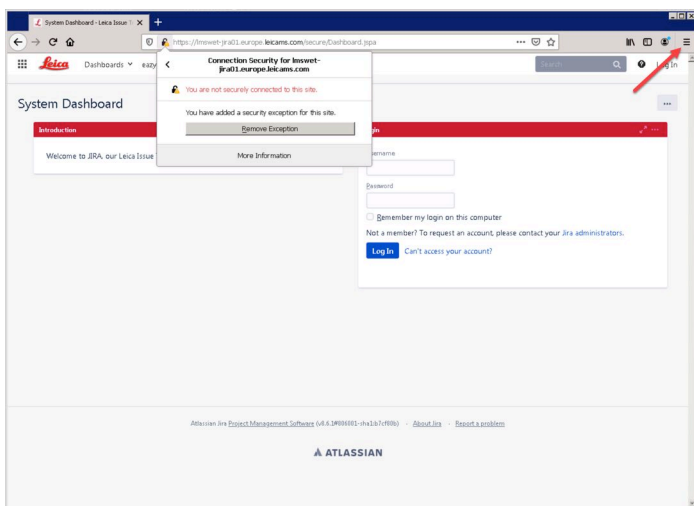 System Dashboard - Leica Issue T
https://lmswet-jira01.europe.leicams.com/secure/Dashboard.jspa
Leica
Dashboards
eazy
Search
Log In
Connection Security for lmswet-
jira01.europe.leicams.com
You are not securely connected to this site.
You have added a security exception for this site.
Remove Exception
More Information
System Dashboard
Introduction
Welcome to JIRA, our Leica Issue
gin
ername
Password
Remember my login on this computer
Not a member? To request an account, please contact your Jira administrators.
Log In
Can't access your account?
Atlassian Jira Project Management Software
About Jira
Report a problem
ATLASSIAN